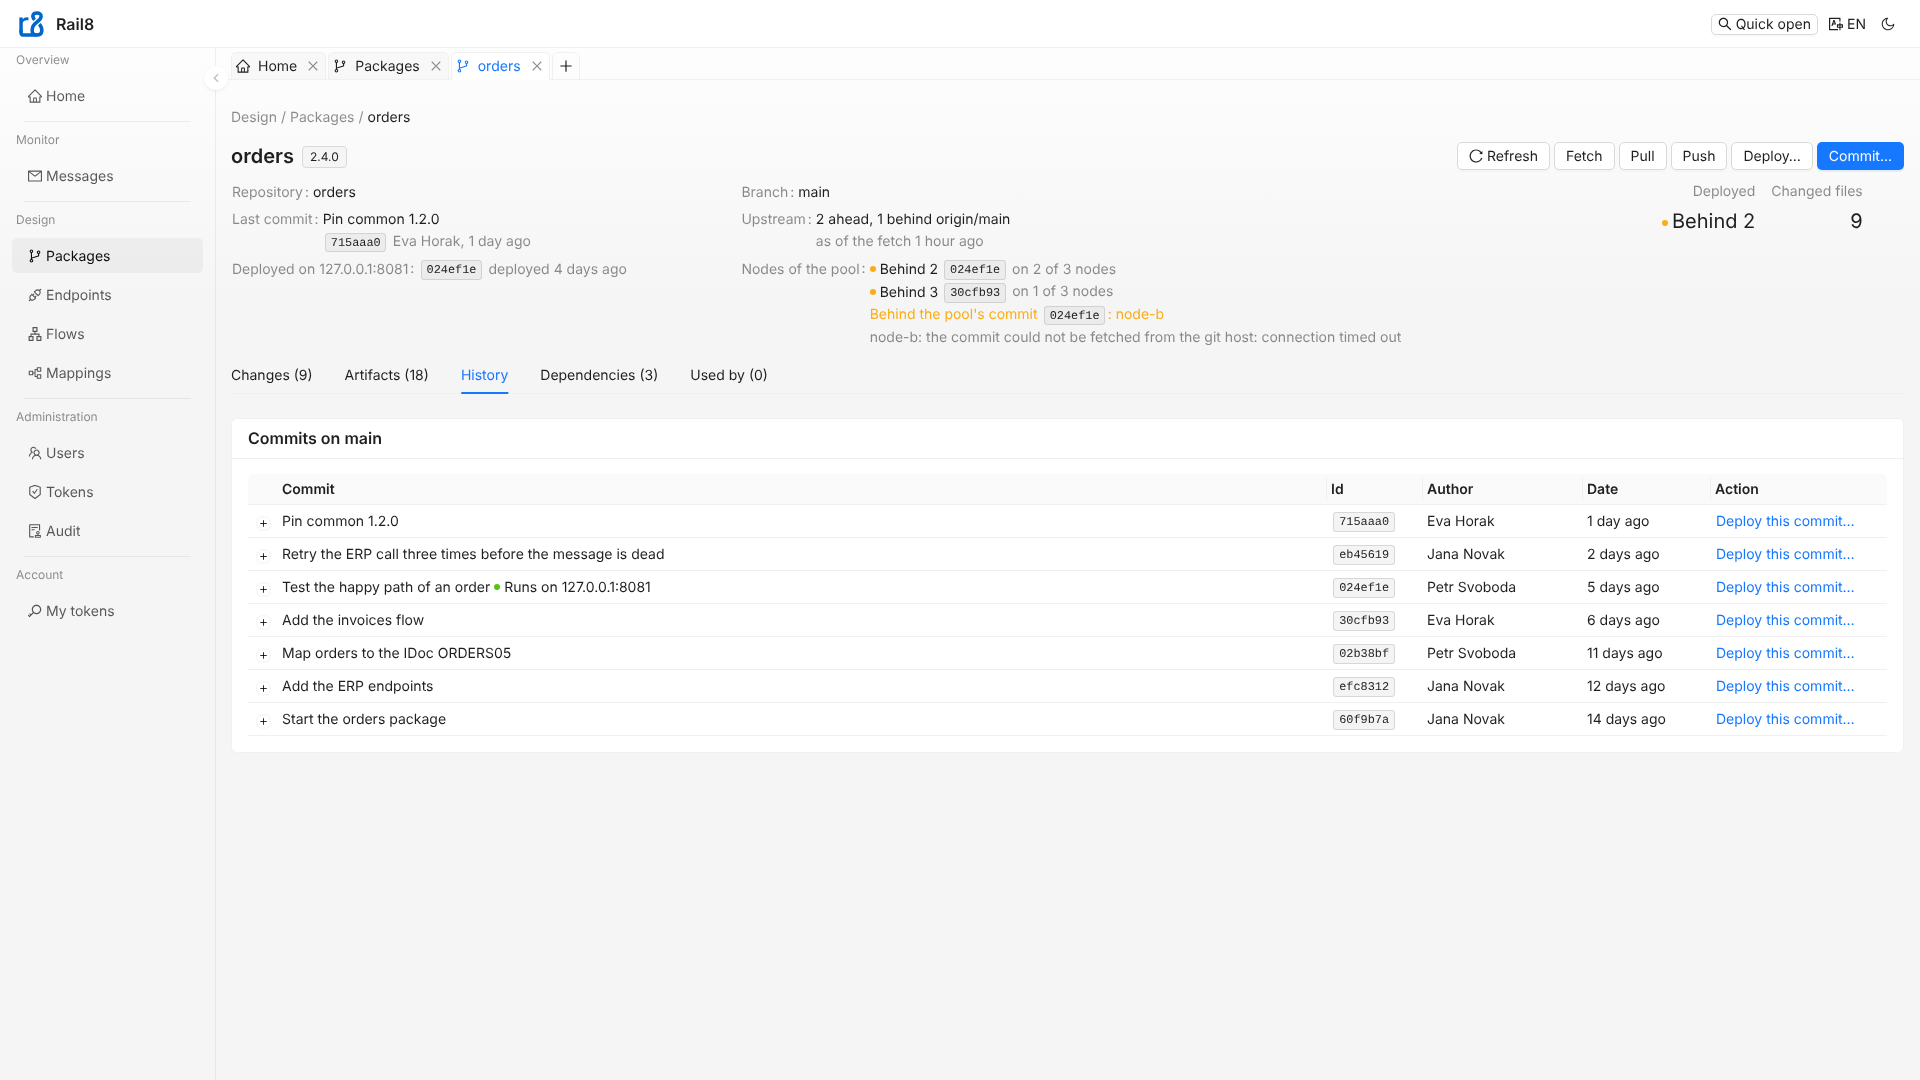 Rail8
Quick open
EN
Overview
Home
Monitor
Messages
Design
Packages
Endpoints
Flows
Mappings
Administration
Users
Tokens
Audit
Account
My tokens
Home
Packages
orders
Design / Packages / orders
orders 2.4.0
Refresh
Fetch
Pull
Push
Deploy...
Commit...
Repository: orders
Last commit: Pin common 1.2.0
715aaa0 Eva Horak, 1 day ago
Deployed on 127.0.0.1:8081: 024ef1e deployed 4 days ago
Branch: main
Upstream: 2 ahead, 1 behind origin/main
as of the fetch 1 hour ago
Nodes of the pool: Behind 2 024ef1e on 2 of 3 nodes
Behind 3 30cfb93 on 1 of 3 nodes
Behind the pool's commit 024ef1e : node-b
node-b: the commit could not be fetched from the git host: connection timed out
Deployed
Behind 2
Changed files
9
Changes (9)
Artifacts (18)
History
Dependencies (3)
Used by (0)
Commits on main
Commit Id Author Date Action
Pin common 1.2.0 715aaa0 Eva Horak 1 day ago Deploy this commit...
Retry the ERP call three times before the message is dead eb45619 Jana Novak 2 days ago Deploy this commit...
Test the happy path of an order Runs on 127.0.0.1:8081 024ef1e Petr Svoboda 5 days ago Deploy this commit...
Add the invoices flow 30cfb93 Eva Horak 6 days ago Deploy this commit...
Map orders to the IDoc ORDERS05 02b38bf Petr Svoboda 11 days ago Deploy this commit...
Add the ERP endpoints efc8312 Jana Novak 12 days ago Deploy this commit...
Start the orders package 60f9b7a Jana Novak 14 days ago Deploy this commit...